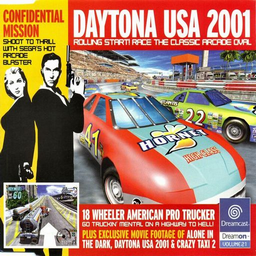 CONFIDENTIAL
MISSION
SHOOT TO THRILL
WITH SEGA'S HOT
ARCADE
BLASTER
DAYTONA USA 2001
ROLLING START! RACE THE CLASSIC ARCADE OVAL
22
41
HORNET
18 WHEELER AMERICAN PRO TRUCKER
GO TRUCKIN' MENTAL ON A HIGHWAY TO HELL!
PLUS EXCLUSIVE MOVIE FOOTAGE OF ALONE IN
THE DARK, DAYTONA USA 2001 & CRAZY TAXI 2
Dreamcast
Dreamon
VOLUME 21